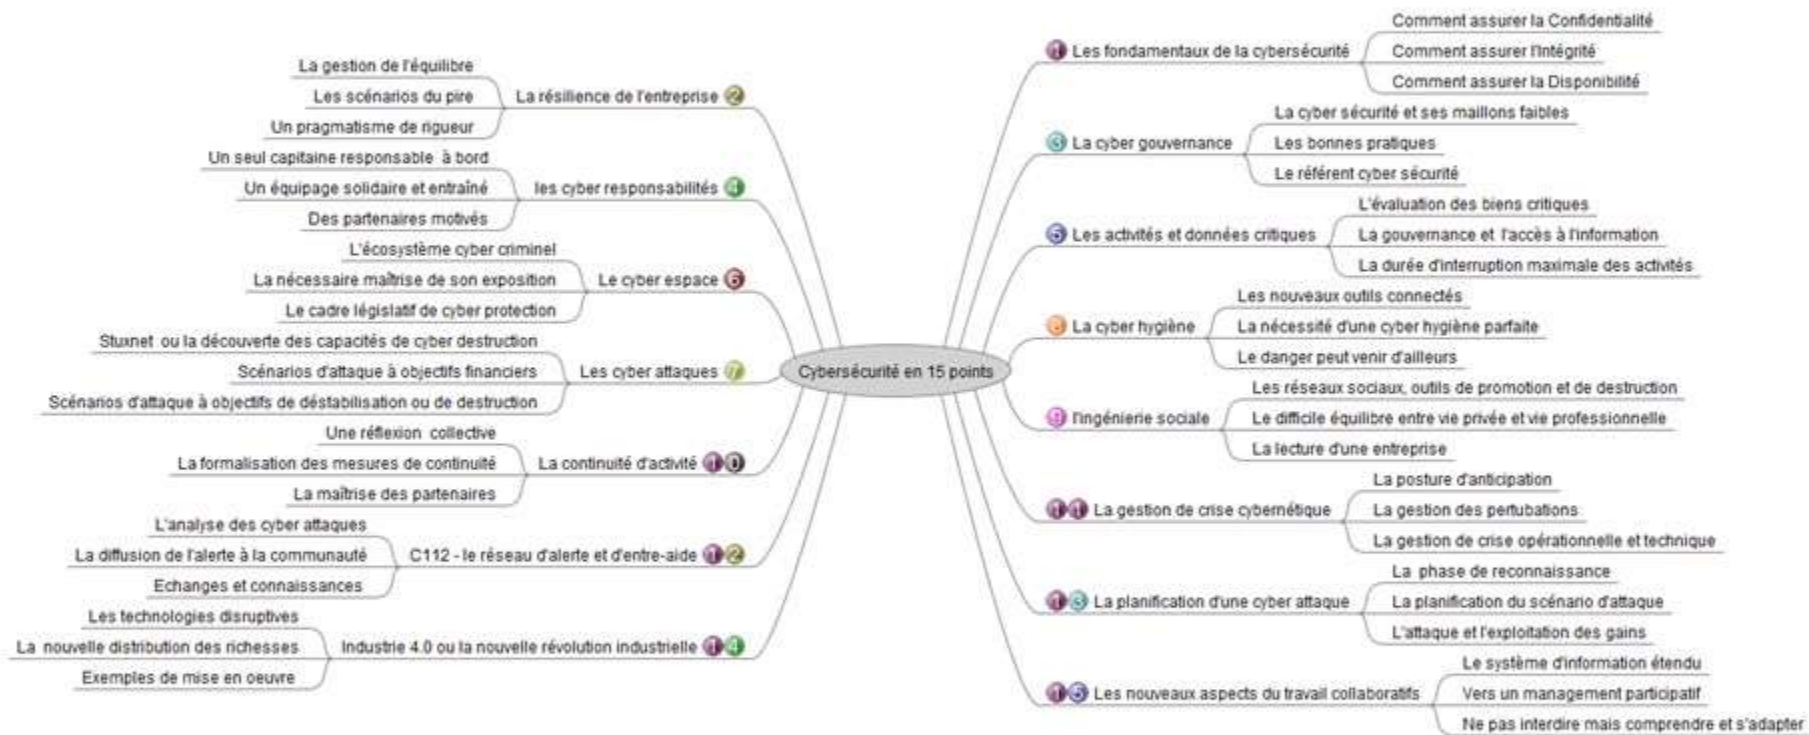 Cybersécurité en 15 points
1 Les fondamentaux de la cybersécurité
Comment assurer la Confidentialité
Comment assurer l'Intégrité
Comment assurer la Disponibilité
2 La résilience de l'entreprise
La gestion de l'équilibre
Les scénarios du pire
Un pragmatisme de rigueur
3 La cyber gouvernance
La cyber sécurité et ses maillons faibles
Les bonnes pratiques
Le référent cyber sécurité
4 les cyber responsabilités
Un seul capitaine responsable à bord
Un équipage solidaire et entraîné
Des partenaires motivés
5 Les activités et données critiques
L'évaluation des biens critiques
La gouvernance et l'accès à l'information
La durée d'interruption maximale des activités
6 Le cyber espace
L'écosystème cyber criminel
La nécessaire maîtrise de son exposition
Le cadre législatif de cyber protection
7 Les cyber attaques
Stuxnet ou la découverte des capacités de cyber destruction
Scénarios d'attaque à objectifs financiers
Scénarios d'attaque à objectifs de déstabilisation ou de destruction
La cyber hygiène
Les nouveaux outils connectés
La nécessité d'une cyber hygiène parfaite
Le danger peut venir d'ailleurs
9 l'ingénierie sociale
Les réseaux sociaux, outils de promotion et de destruction
Le difficile équilibre entre vie privée et vie professionnelle
La lecture d'une entreprise
10 La continuité d'activité
Une réflexion collective
La formalisation des mesures de continuité
La maîtrise des partenaires
11 La gestion de crise cybernétique
La posture d'anticipation
La gestion des pertubations
La gestion de crise opérationnelle et technique
12 C112 - le réseau d'alerte et d'entre-aide
L'analyse des cyber attaques
La diffusion de l'alerte à la communauté
Echanges et connaissances
13 La planification d'une cyber attaque
La phase de reconnaissance
La planification du scénario d'attaque
L'attaque et l'exploitation des gains
14 Industrie 4.0 ou la nouvelle révolution industrielle
Les technologies disruptives
La nouvelle distribution des richesses
Exemples de mise en oeuvre
15 Les nouveaux aspects du travail collaboratifs
Le système d'information étendu
Vers un management participatif
Ne pas interdire mais comprendre et s'adapter